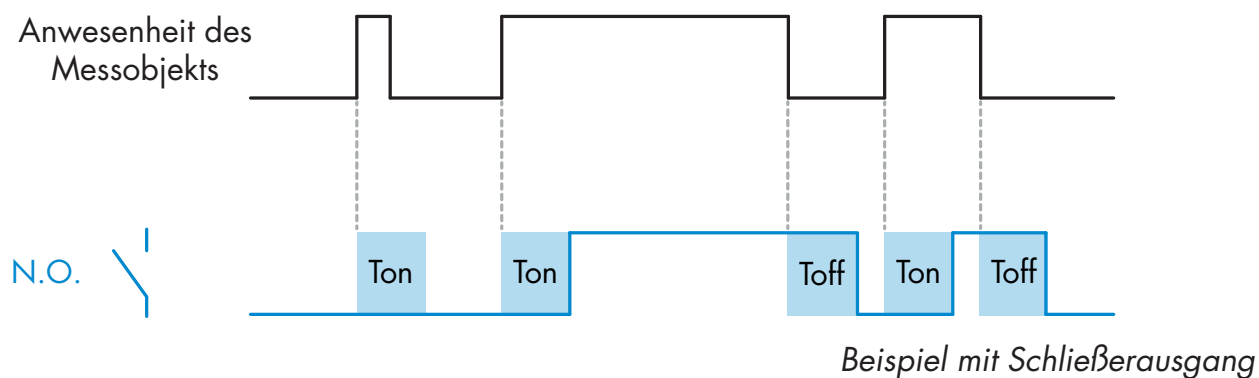 Anwesenheit des
Messobjekts
N.O.
Ton
Ton
Toff
Ton
Toff
Beispiel mit Schließerausgang